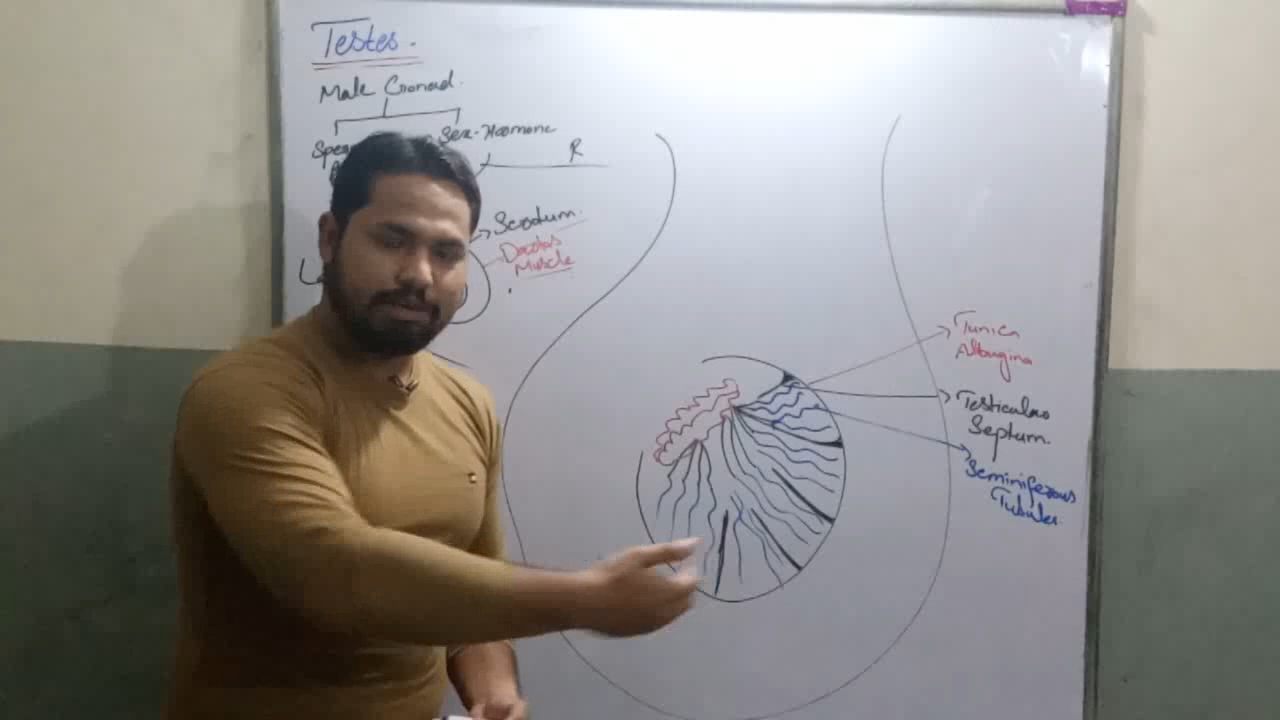 Testes.
Male Gonad.
Sex-Hormone
R
Scrotum.
Dartos
Muscle
Tunica
Albugina
Testicular
Septum.
Seminiferous
Tubules.